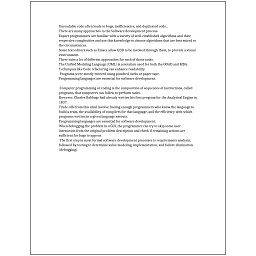 Unreadable code often leads to bugs, inefficiencies, and duplicated code.
There are many approaches to the Software development process.
Expert programmers are familiar with a variety of well-established algorithms and their
respective complexities and use this knowledge to choose algorithms that are best suited to
the circumstances.
Some text editors such as Emacs allow GDB to be invoked through them, to provide a visual
environment.
There exist a lot of different approaches for each of those tasks.
The Unified Modeling Language (UML) is a notation used for both the OOAD and MDA.
Techniques like Code refactoring can enhance readability.
Programs were mostly entered using punched cards or paper tape.
Programming languages are essential for software development.
Computer programming or coding is the composition of sequences of instructions, called
programs, that computers can follow to perform tasks.
However, Charles Babbage had already written his first program for the Analytical Engine in
1837.
Trade-offs from this ideal involve finding enough programmers who know the language to
build a team, the availability of compilers for that language, and the efficiency with which
programs written in a given language execute.
Programming languages are essential for software development.
When debugging the problem in a GUI, the programmer can try to skip some user
interaction from the original problem description and check if remaining actions are
sufficient for bugs to appear.
The first step in most formal software development processes is requirements analysis,
followed by testing to determine value modeling, implementation, and failure elimination
(debugging).